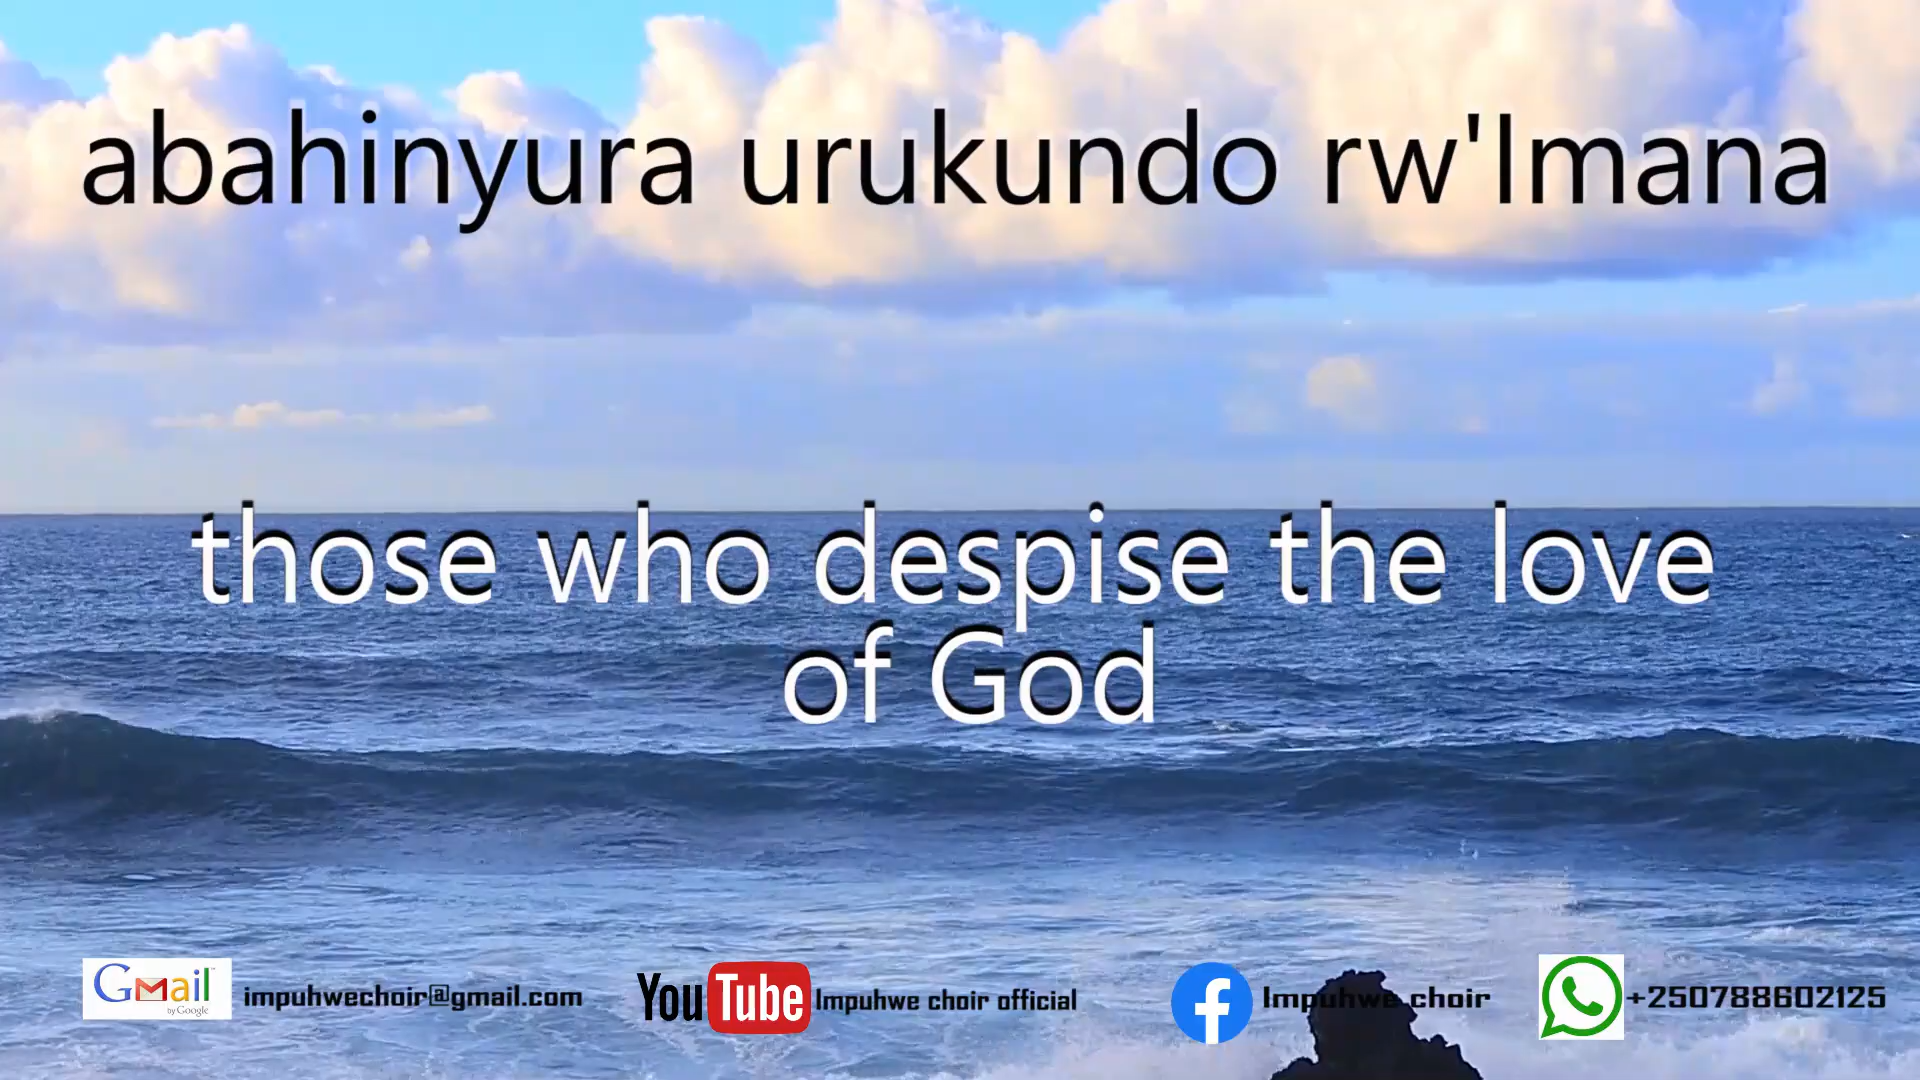 abahinyura urukundo rw'Imana
those who despise the love
of God
Gmail
by Google
impuhwechoir@gmail.com
YouTube
Impuhwe choir official
f
Impuhwe choir
+250788602125